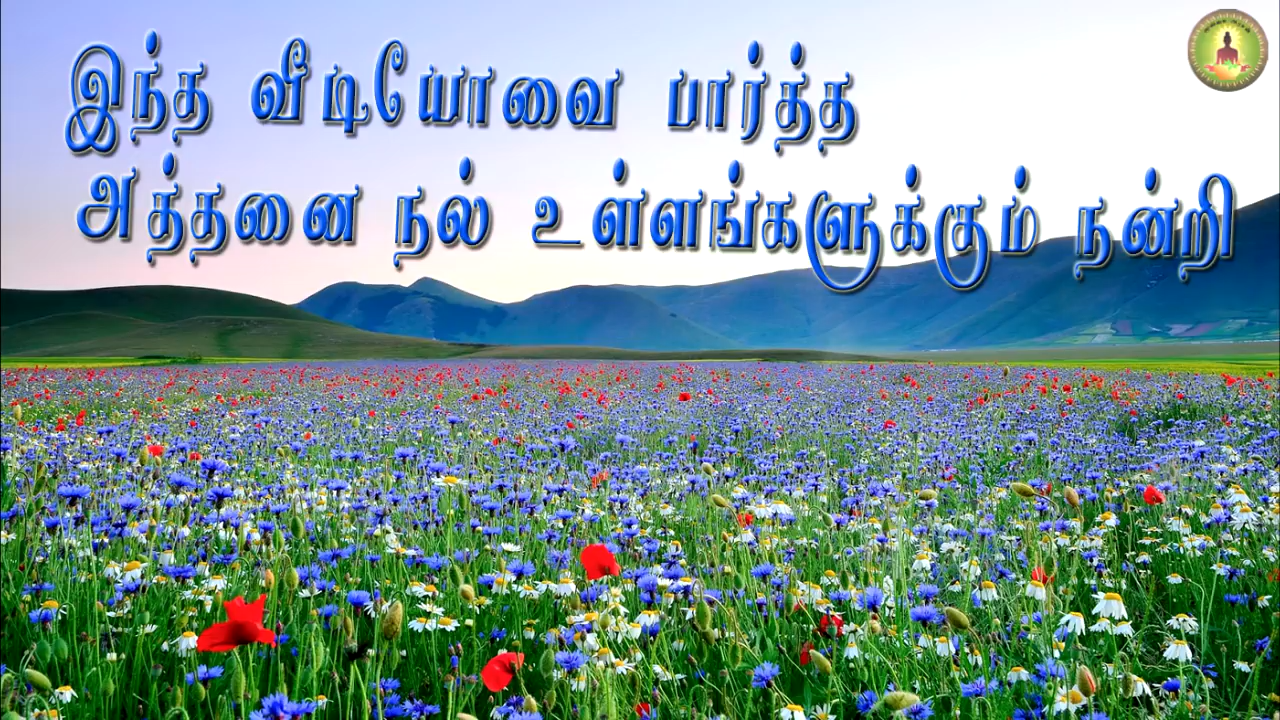 இந்த வீடியோவை பார்த்த
அத்தனை நல் உள்ளங்களுக்கும் நன்றி